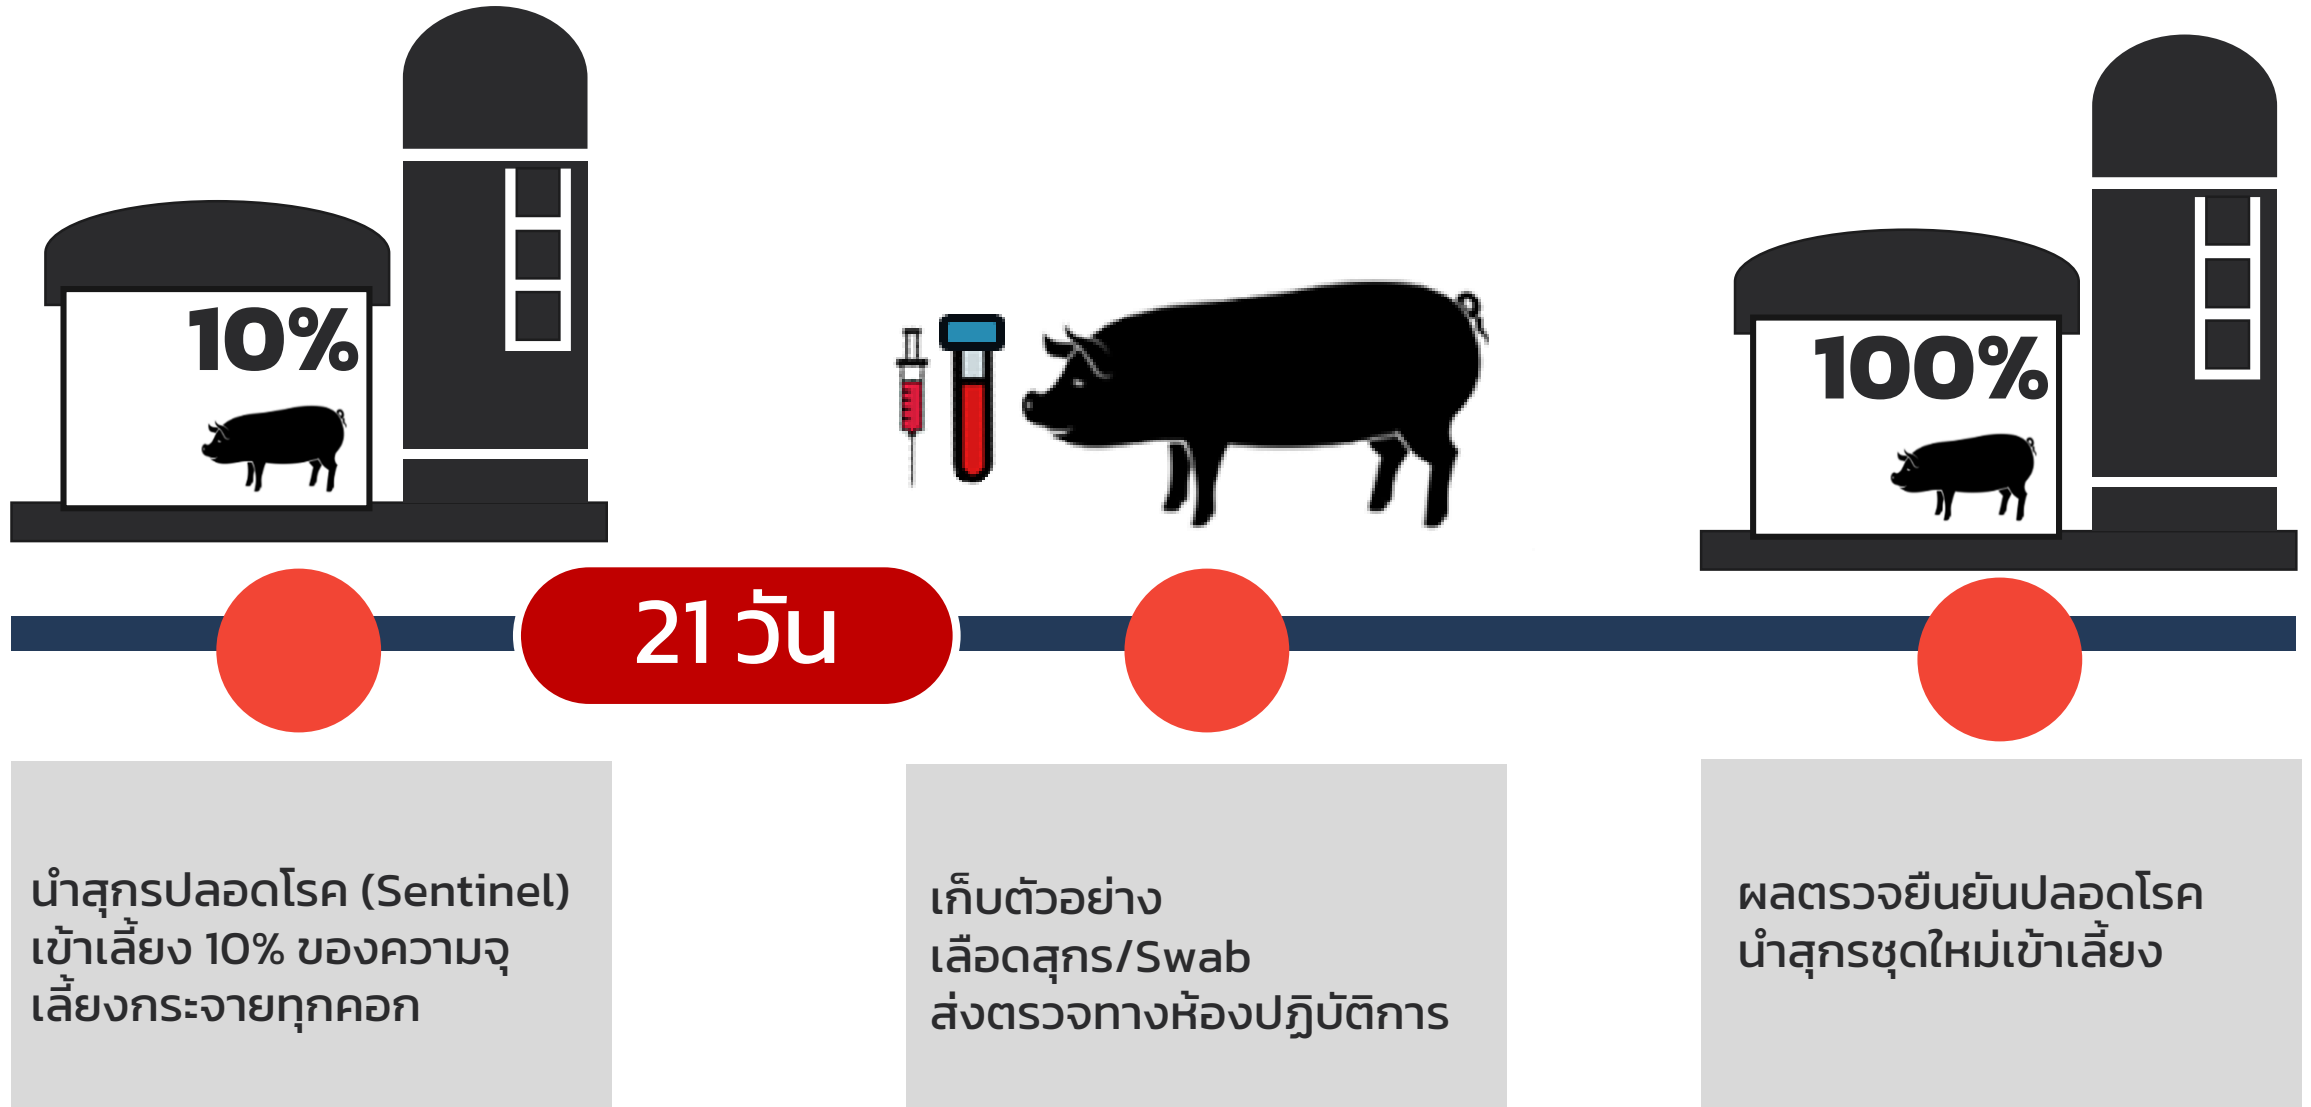 10%
100%
21 วัน
นำสุกรปลอดโรค (Sentinel)
เข้าเลี้ยง 10% ของความจุ
เลี้ยงกระจายทุกคอก
เก็บตัวอย่าง
เลือดสุกร/Swab
ส่งตรวจทางห้องปฏิบัติการ
ผลตรวจยืนยันปลอดโรค
นำสุกรชุดใหม่เข้าเลี้ยง